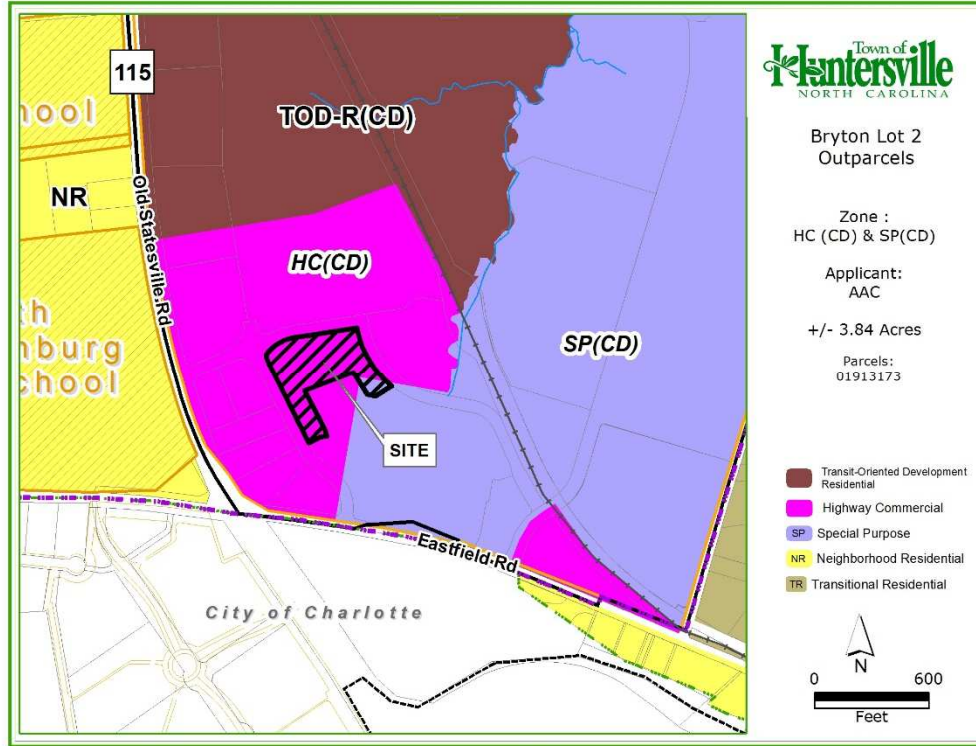 115
hool
TOD-R(CD)
NR
Old Statesville Rd
HC(CD)
th
nburg
chool
SP(CD)
SITE
Eastfield Rd
City of Charlotte
Town of
Huntersville
NORTH CAROLINA
Bryton Lot 2
Outparcels
Zone :
HC (CD) & SP(CD)
Applicant:
AAC
+/- 3.84 Acres
Parcels:
01913173
Transit-Oriented Development
Residential
Highway Commercial
SP Special Purpose
NR Neighborhood Residential
TR Transitional Residential
N
0 600
Feet